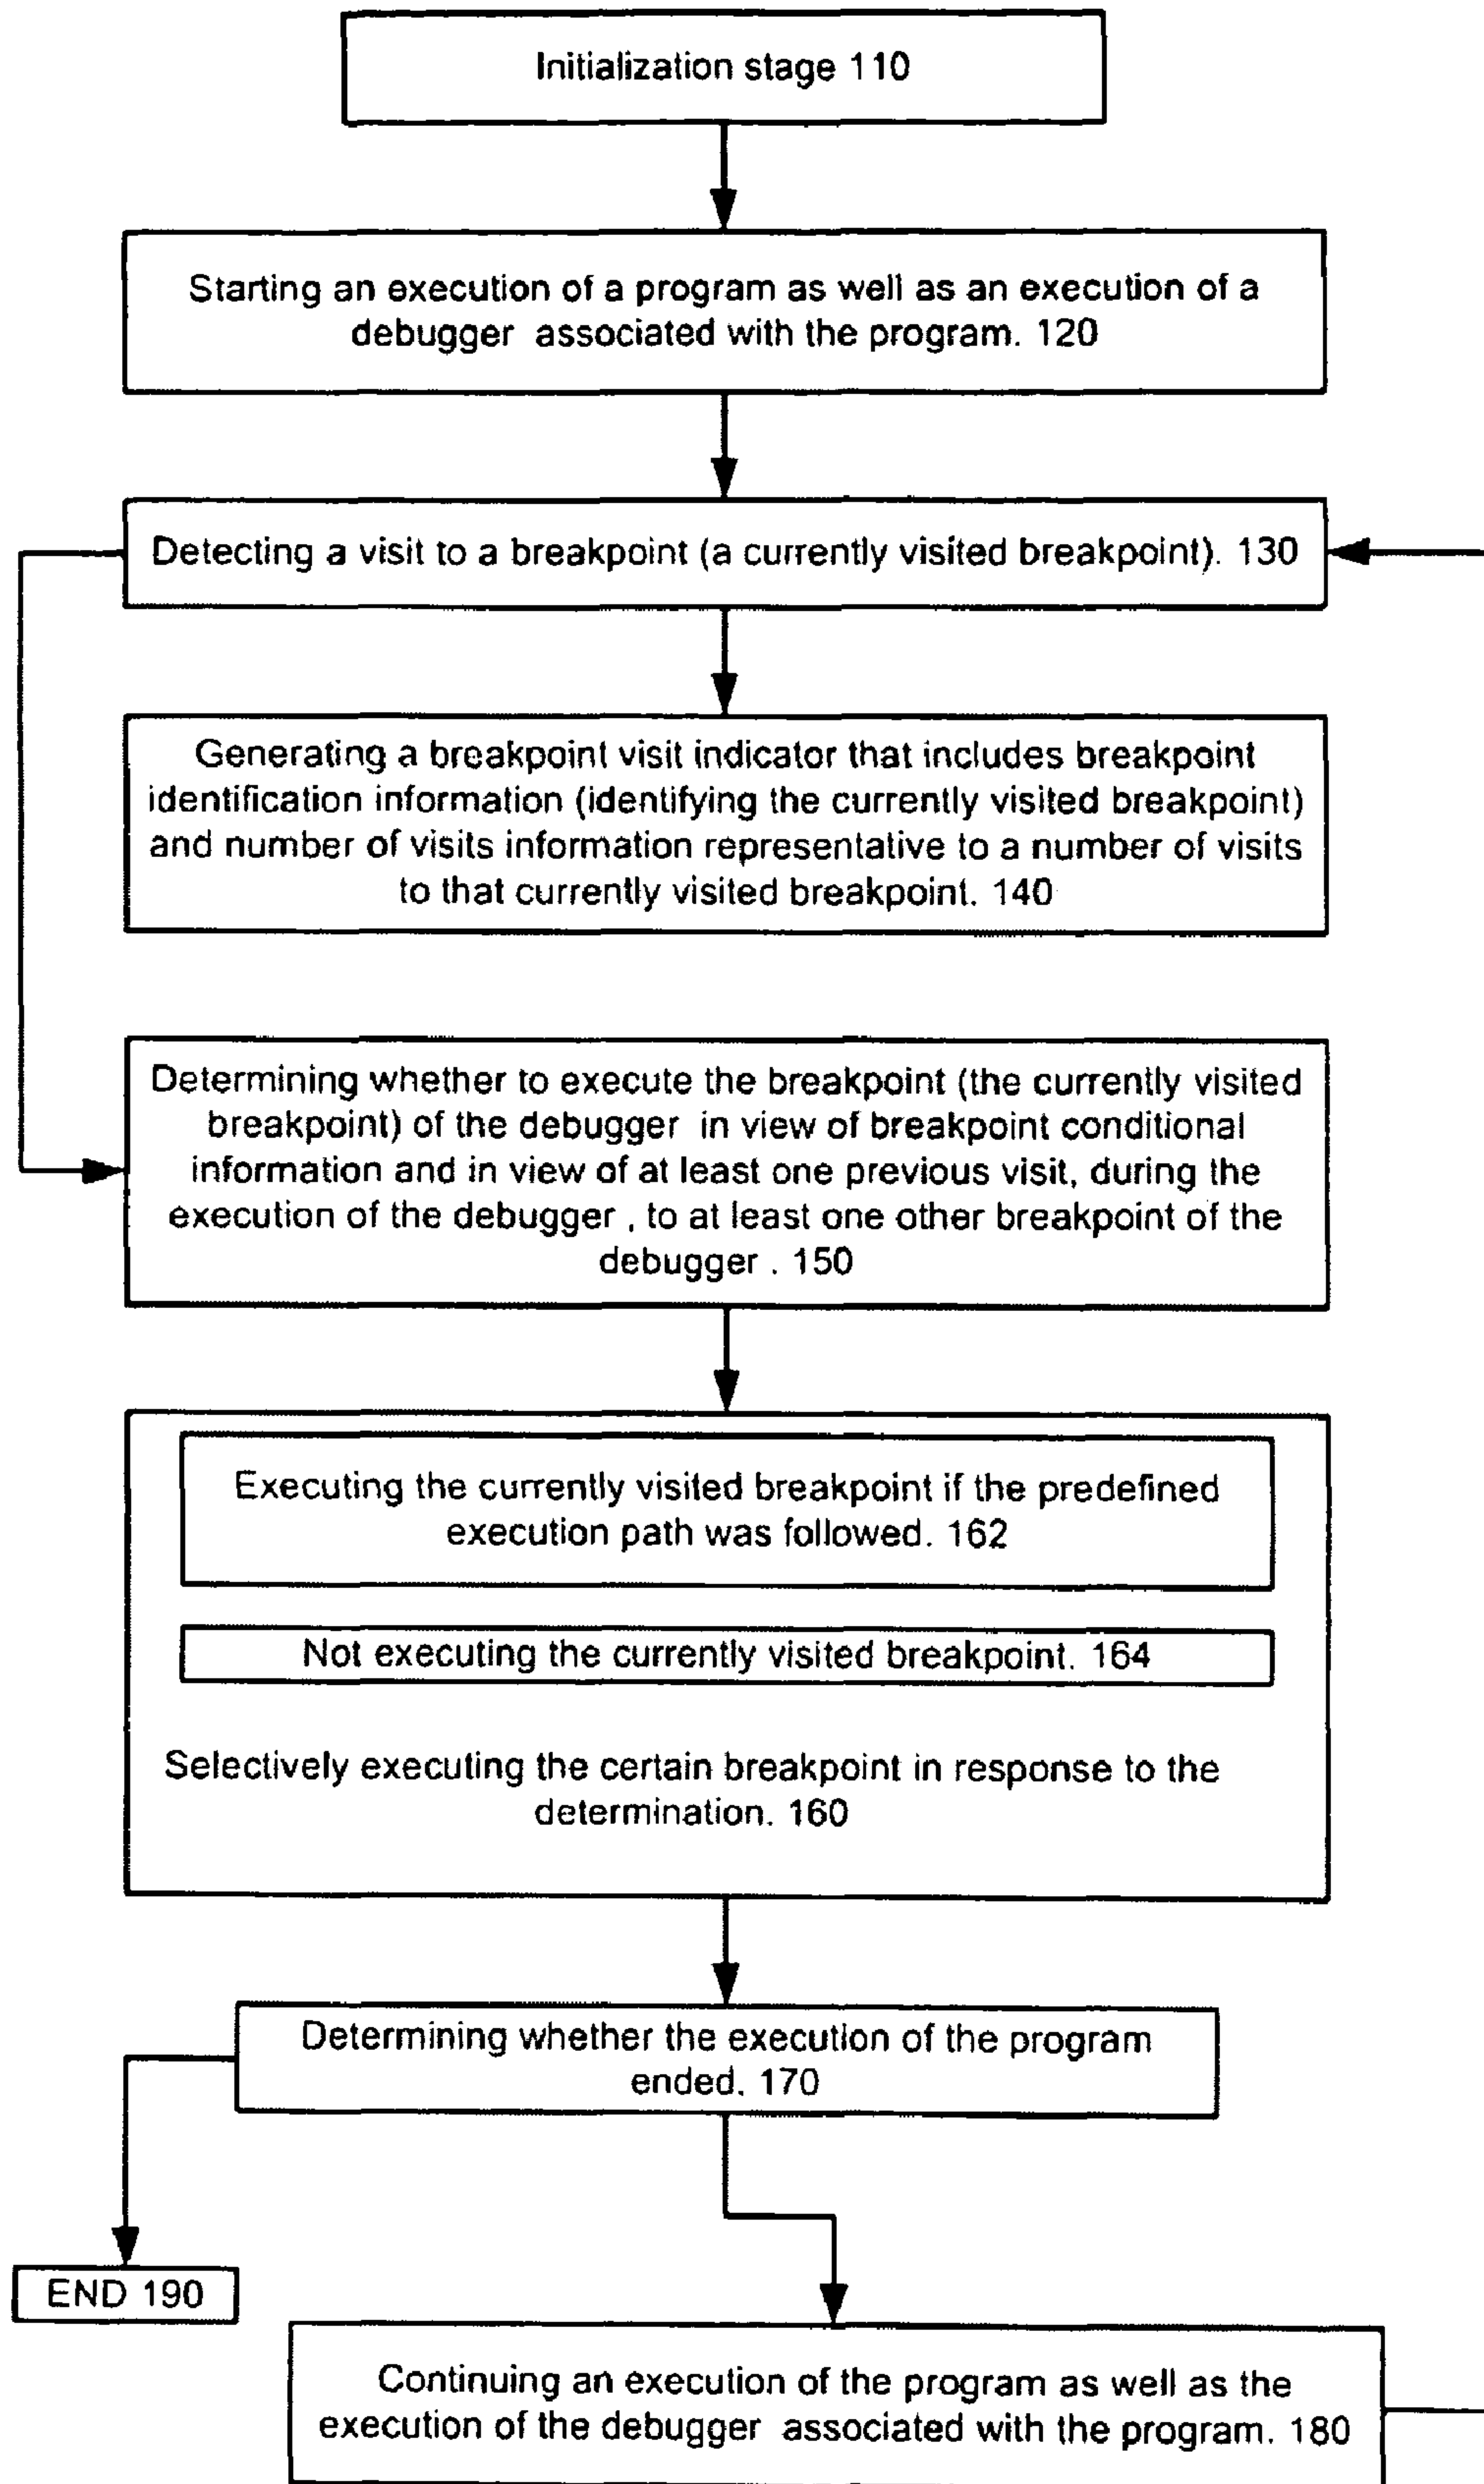 Initialization stage 110
Starting an execution of a program as well as an execution of a
debugger associated with the program. 120
Detecting a visit to a breakpoint (a currently visited breakpoint). 130
Generating a breakpoint visit indicator that includes breakpoint
identification information (identifying the currently visited breakpoint)
and number of visits information representative to a number of visits
to that currently visited breakpoint. 140
Determining whether to execute the breakpoint (the currently visited
breakpoint) of the debugger in view of breakpoint conditional
information and in view of at least one previous visit, during the
execution of the debugger , to at least one other breakpoint of the
debugger . 150
Executing the currently visited breakpoint if the predefined
execution path was followed. 162
Not executing the currently visited breakpoint. 164
Selectively executing the certain breakpoint in response to the
determination. 160
Determining whether the execution of the program
ended. 170
END 190
Continuing an execution of the program as well as the
execution of the debugger associated with the program. 180